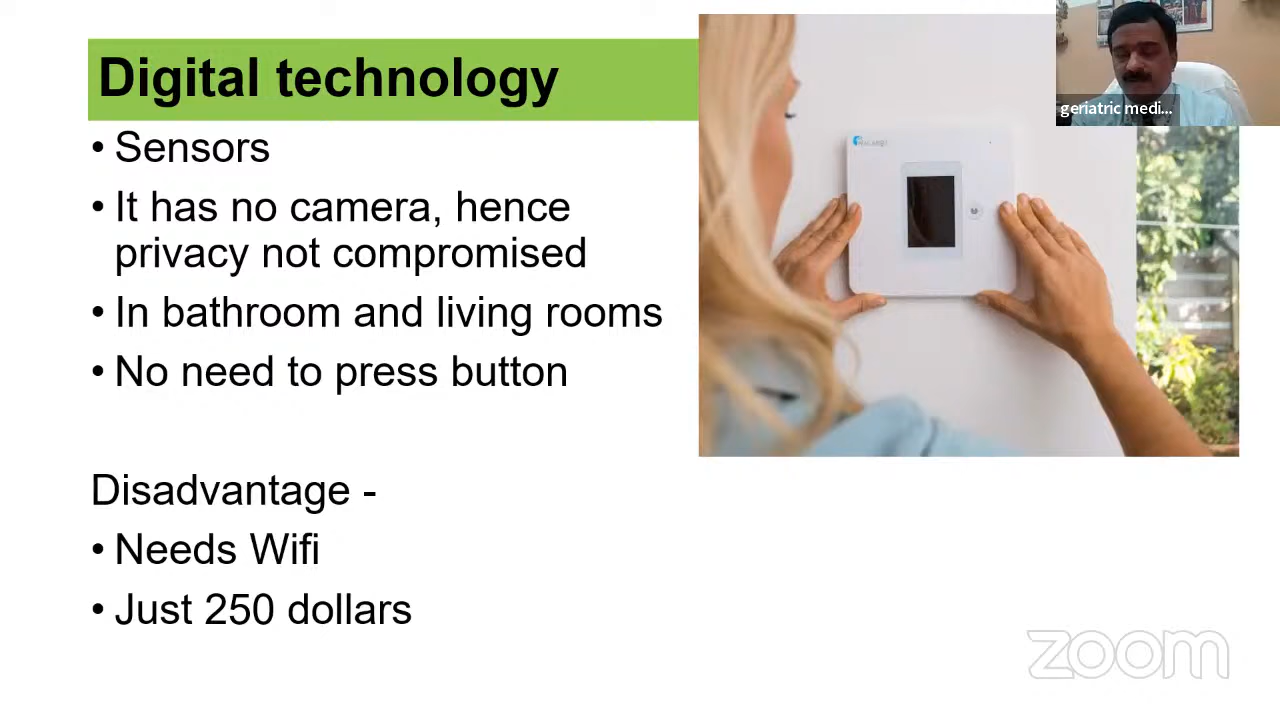 Digital technology
• Sensors
• It has no camera, hence
privacy not compromised
• In bathroom and living rooms
• No need to press button
Disadvantage -
• Needs Wifi
• Just 250 dollars
geriatric medi...
zoom